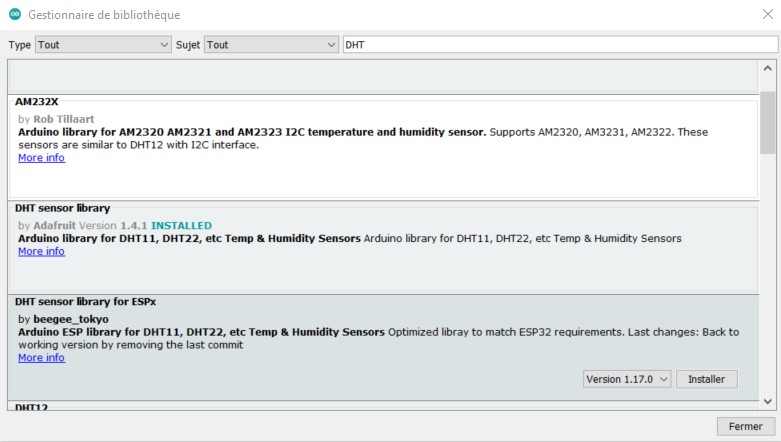 Gestionnaire de bibliothèque
Type Tout Sujet Tout DHT
AM232X
by Rob Tillaart
Arduino library for AM2320 AM2321 and AM2323 I2C temperature and humidity sensor. Supports AM2320, AM3231, AM2322. These
sensors are similar to DHT12 with I2C interface.
More info
DHT sensor library
by Adafruit Version 1.4.1 INSTALLED
Arduino library for DHT11, DHT22, etc Temp & Humidity Sensors Arduino library for DHT11, DHT22, etc Temp & Humidity Sensors
More info
DHT sensor library for ESPx
by beegee_tokyo
Arduino ESP library for DHT11, DHT22, etc Temp & Humidity Sensors Optimized libray to match ESP32 requirements. Last changes: Back to
working version by removing the last commit
More info
Version 1.17.0 Installer
DHT12
Fermer